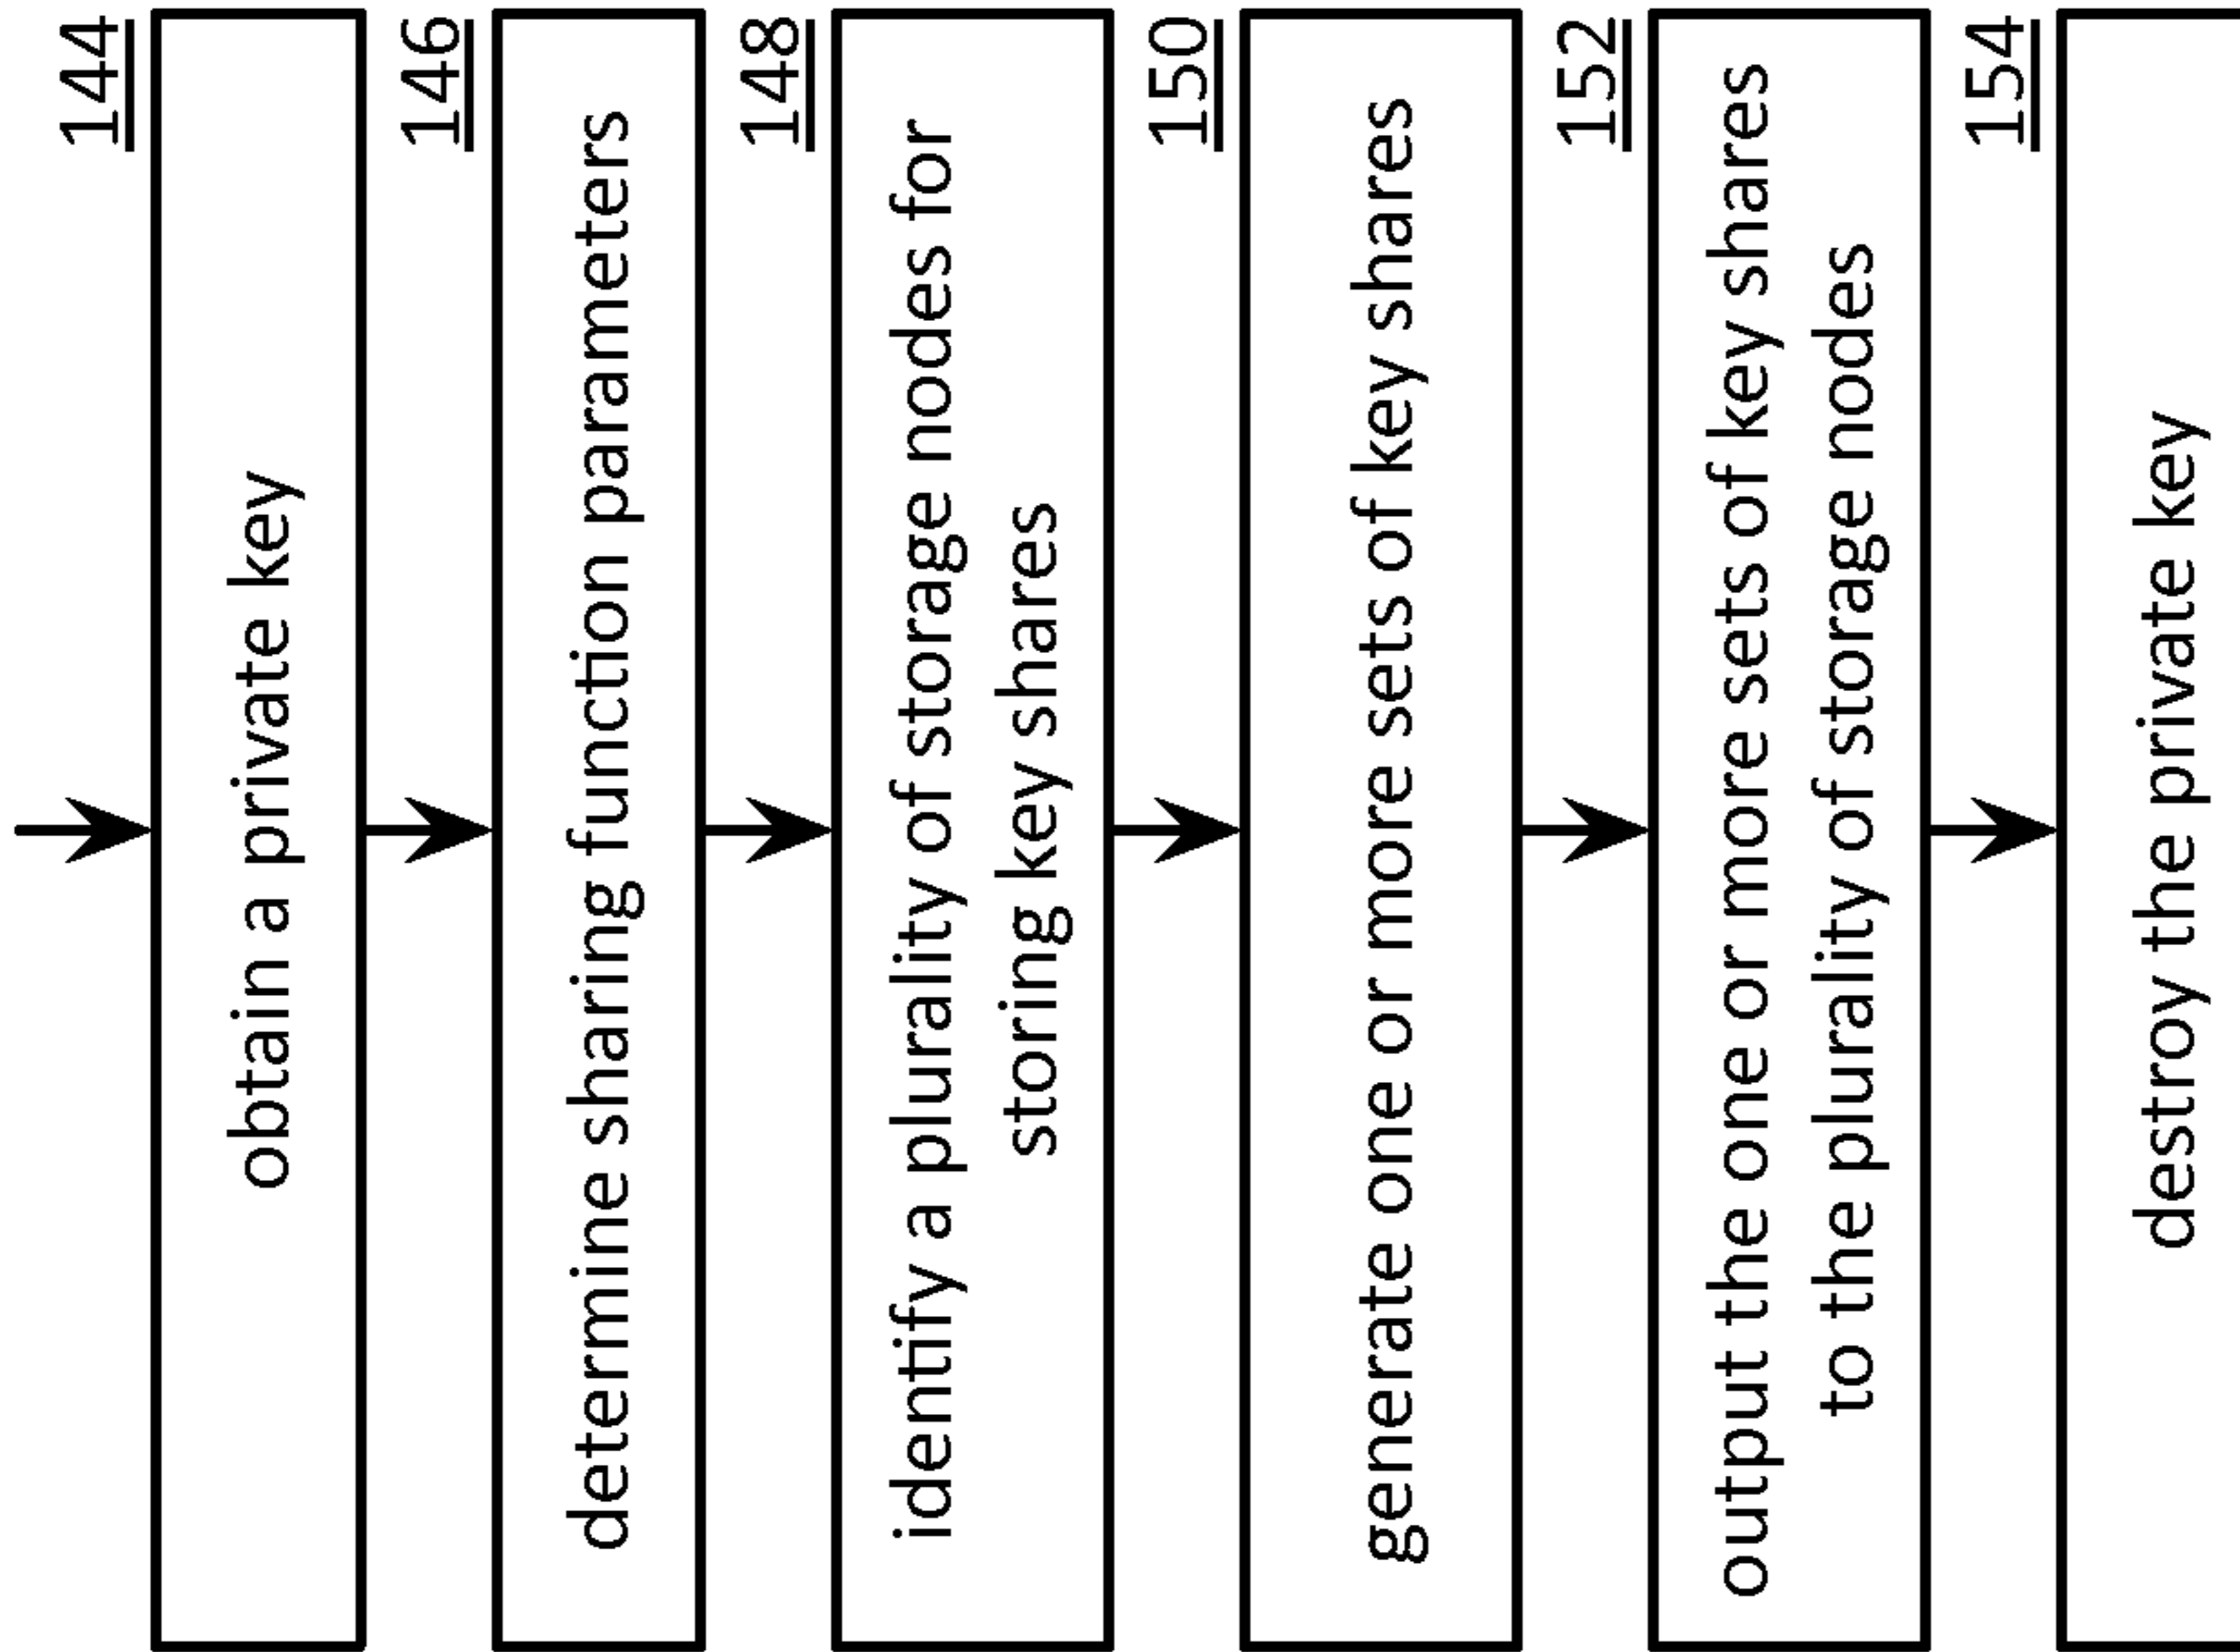 144
obtain a private key
146
determine sharing function parameters
148
identify a plurality of storage nodes for
storing key shares
150
generate one or more sets of key shares
152
output the one or more sets of key shares
to the plurality of storage nodes
154
destroy the private key